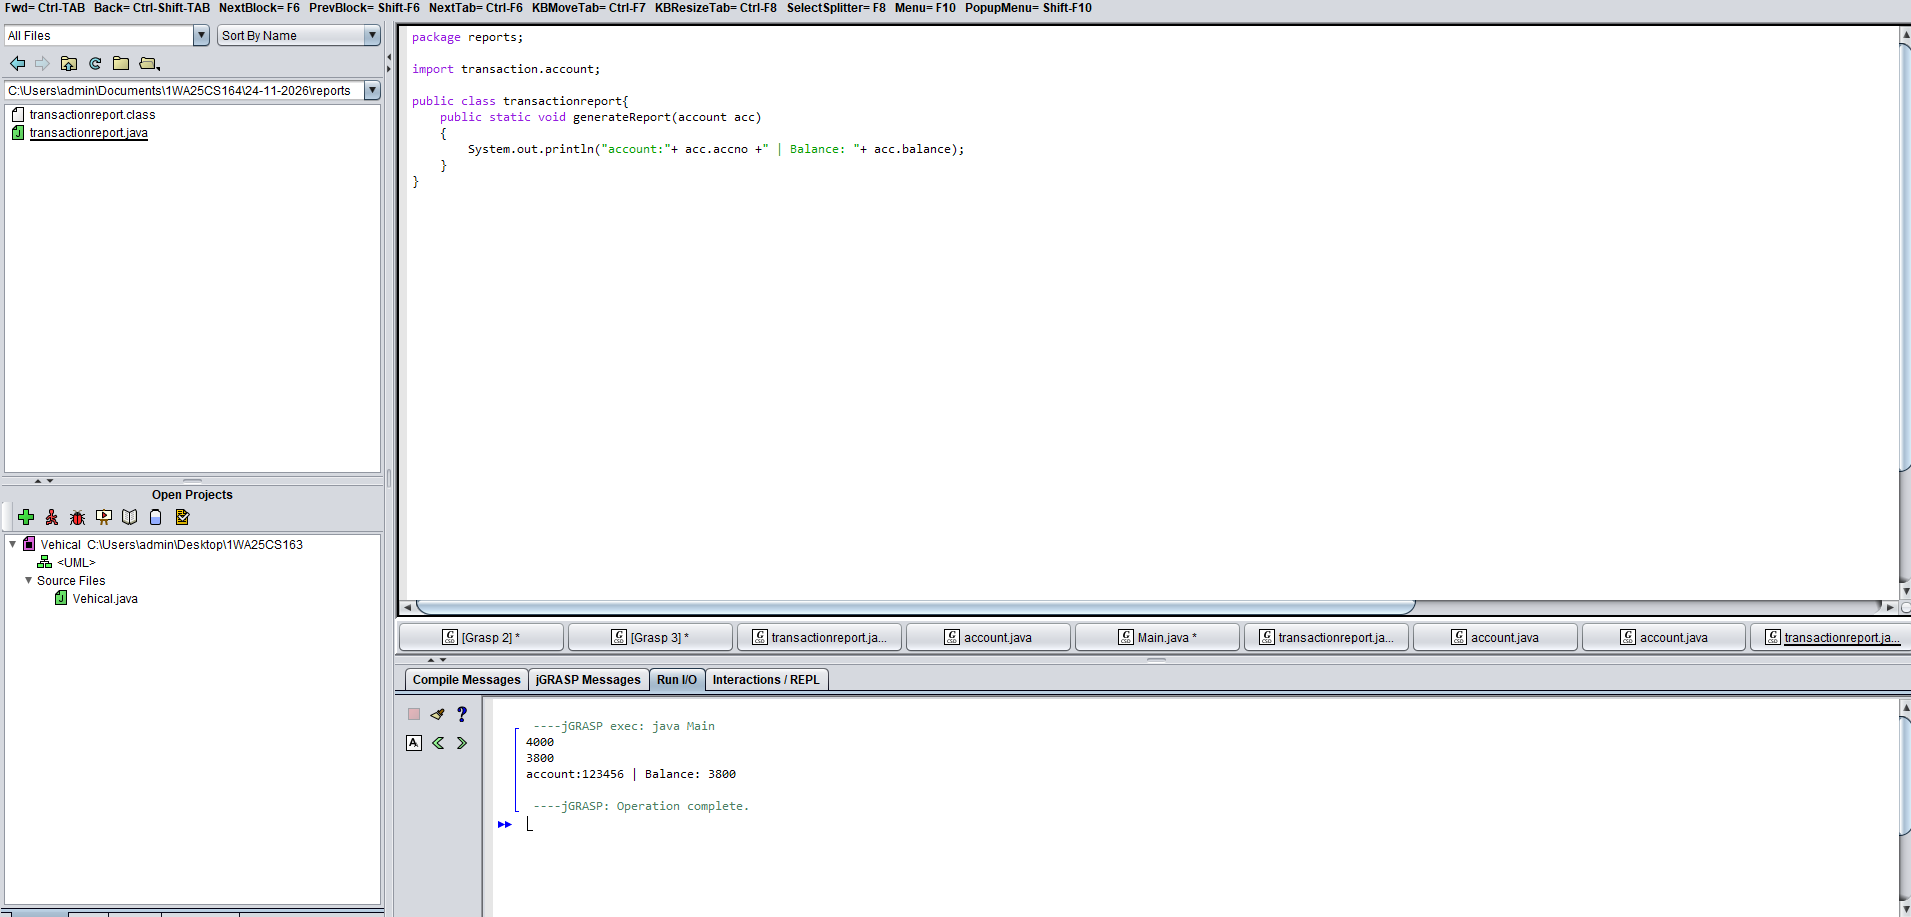 Fwd= Ctrl-TAB Back= Ctrl-Shift-TAB NextBlock= F6 PrevBlock= Shift-F6 NextTab= Ctrl-F6 KBMoveTab= Ctrl-F7 KBResizeTab= Ctrl-F8 SelectSplitter= F8 Menu= F10 PopupMenu= Shift-F10
All Files
Sort By Name
C:\Users\admin\Documents\1WA25CS164\24-11-2026\reports
transactionreport.class
transactionreport.java
Open Projects
Vehical C:\Users\admin\Desktop\1WA25CS163
<UML>
Source Files
Vehical.java
package reports;
import transaction.account;
public class transactionreport{
public static void generateReport(account acc)
{
System.out.println("account:"+ acc.accno +" | Balance: "+ acc.balance);
}
}
[Grasp 2] *
[Grasp 3] *
transactionreport.ja...
account.java
Main.java *
transactionreport.ja...
account.java
account.java
transactionreport.ja...
Compile Messages
jGRASP Messages
Run I/O
Interactions / REPL
----jGRASP exec: java Main
4000
3800
account:123456 | Balance: 3800
----jGRASP: Operation complete.